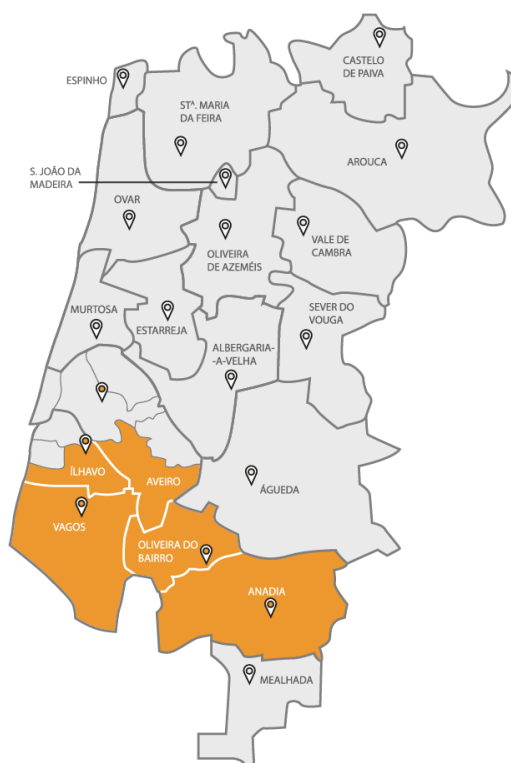 CASTELO
DE PAIVA
ESPINHO
STª. MARIA
DA FEIRA
AROUCA
S. JOÃO DA
MADEIRA
OVAR
OLIVEIRA
DE AZEMÉIS
VALE DE
CAMBRA
MURTOSA
ESTARREJA
SEVER DO
VOUGA
ALBERGARIA-
-A-VELHA
ÍLHAVO
AVEIRO
ÁGUEDA
VAGOS
OLIVEIRA DO
BAIRRO
ANADIA
MEALHADA